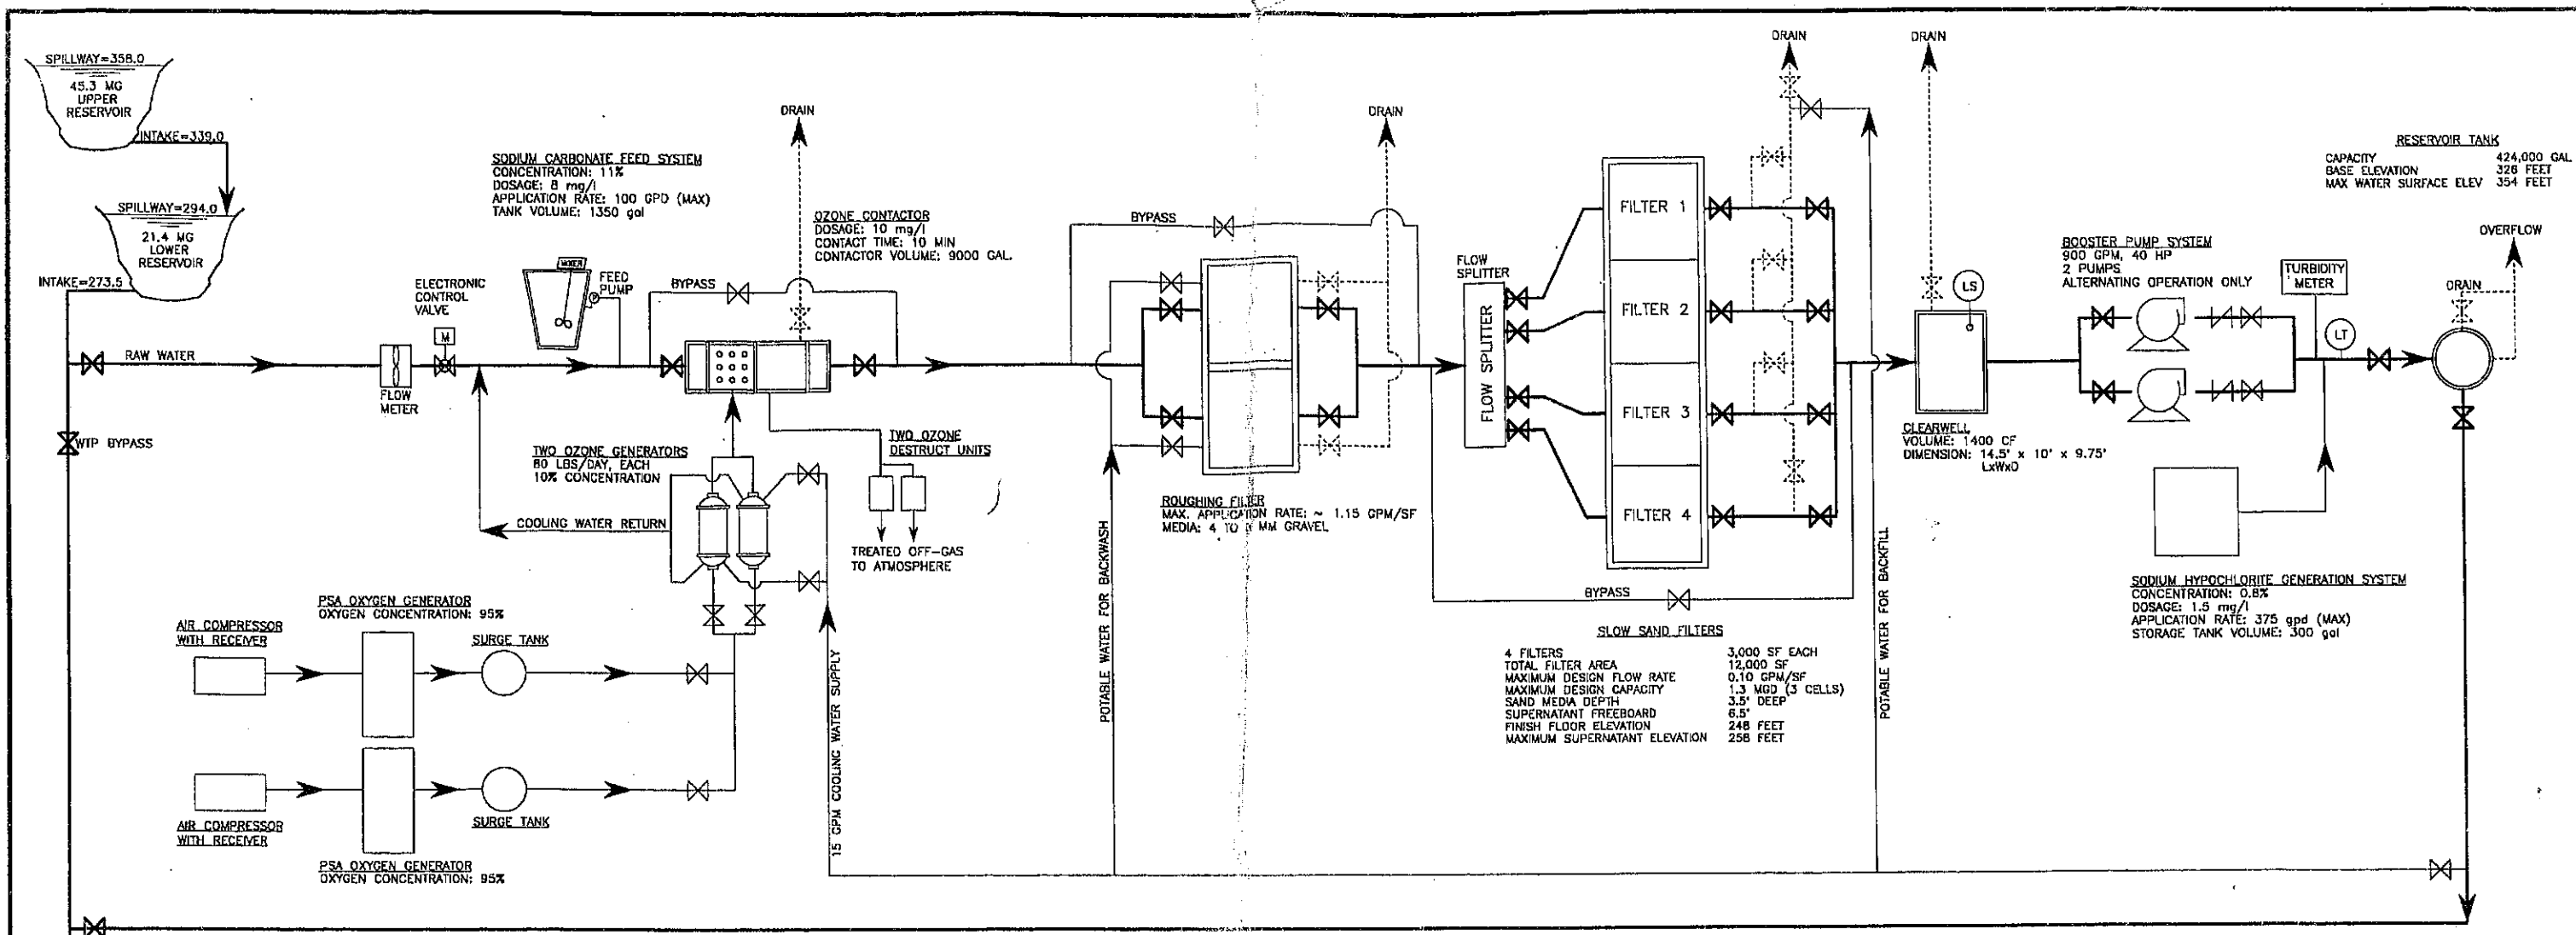 SPILLWAY=358.0
45.3 MG
UPPER
RESERVOIR
INTAKE=339.0
SPILLWAY=294.0
21.4 MG
LOWER
RESERVOIR
INTAKE=273.5
RAW WATER
WTP BYPASS
FLOW
METER
ELECTRONIC
CONTROL
VALVE
M
SODIUM CARBONATE FEED SYSTEM
CONCENTRATION: 11%
DOSAGE: 8 mg/l
APPLICATION RATE: 100 GPD (MAX)
TANK VOLUME: 1350 gal
MIXER
FEED
PUMP
P
BYPASS
DRAIN
OZONE CONTACTOR
DOSAGE: 10 mg/l
CONTACT TIME: 10 MIN
CONTACTOR VOLUME: 9000 GAL.
TWO OZONE GENERATORS
80 LBS/DAY, EACH
10% CONCENTRATION
TWO OZONE
DESTRUCT UNITS
TREATED OFF-GAS
TO ATMOSPHERE
COOLING WATER RETURN
PSA OXYGEN GENERATOR
OXYGEN CONCENTRATION: 95%
AIR COMPRESSOR
WITH RECEIVER
SURGE TANK
AIR COMPRESSOR
WITH RECEIVER
SURGE TANK
PSA OXYGEN GENERATOR
OXYGEN CONCENTRATION: 95%
15 GPM COOLING WATER SUPPLY
BYPASS
DRAIN
ROUGHING FILTER
MAX. APPLICATION RATE: ~ 1.15 GPM/SF
MEDIA: 4 TO MM GRAVEL
POTABLE WATER FOR BACKWASH
FLOW
SPLITTER
FLOW SPLITTER
FILTER 1
FILTER 2
FILTER 3
FILTER 4
DRAIN
BYPASS
SLOW SAND FILTERS
4 FILTERS 3,000 SF EACH
TOTAL FILTER AREA 12,000 SF
MAXIMUM DESIGN FLOW RATE 0.10 GPM/SF
MAXIMUM DESIGN CAPACITY 1.3 MGD (3 CELLS)
SAND MEDIA DEPTH 3.5' DEEP
SUPERNATANT FREEBOARD 6.5'
FINISH FLOOR ELEVATION 248 FEET
MAXIMUM SUPERNATANT ELEVATION 258 FEET
POTABLE WATER FOR BACKFILL
DRAIN
LS
CLEARWELL
VOLUME: 1400 CF
DIMENSION: 14.5' x 10' x 9.75'
LxWxD
BOOSTER PUMP SYSTEM
900 GPM, 40 HP
2 PUMPS
ALTERNATING OPERATION ONLY
TURBIDITY
METER
LT
SODIUM HYPOCHLORITE GENERATION SYSTEM
CONCENTRATION: 0.8%
DOSAGE: 1.5 mg/l
APPLICATION RATE: 375 gpd (MAX)
STORAGE TANK VOLUME: 300 gal
RESERVOIR TANK
CAPACITY 424,000 GAL
BASE ELEVATION 326 FEET
MAX WATER SURFACE ELEV 354 FEET
OVERFLOW
DRAIN